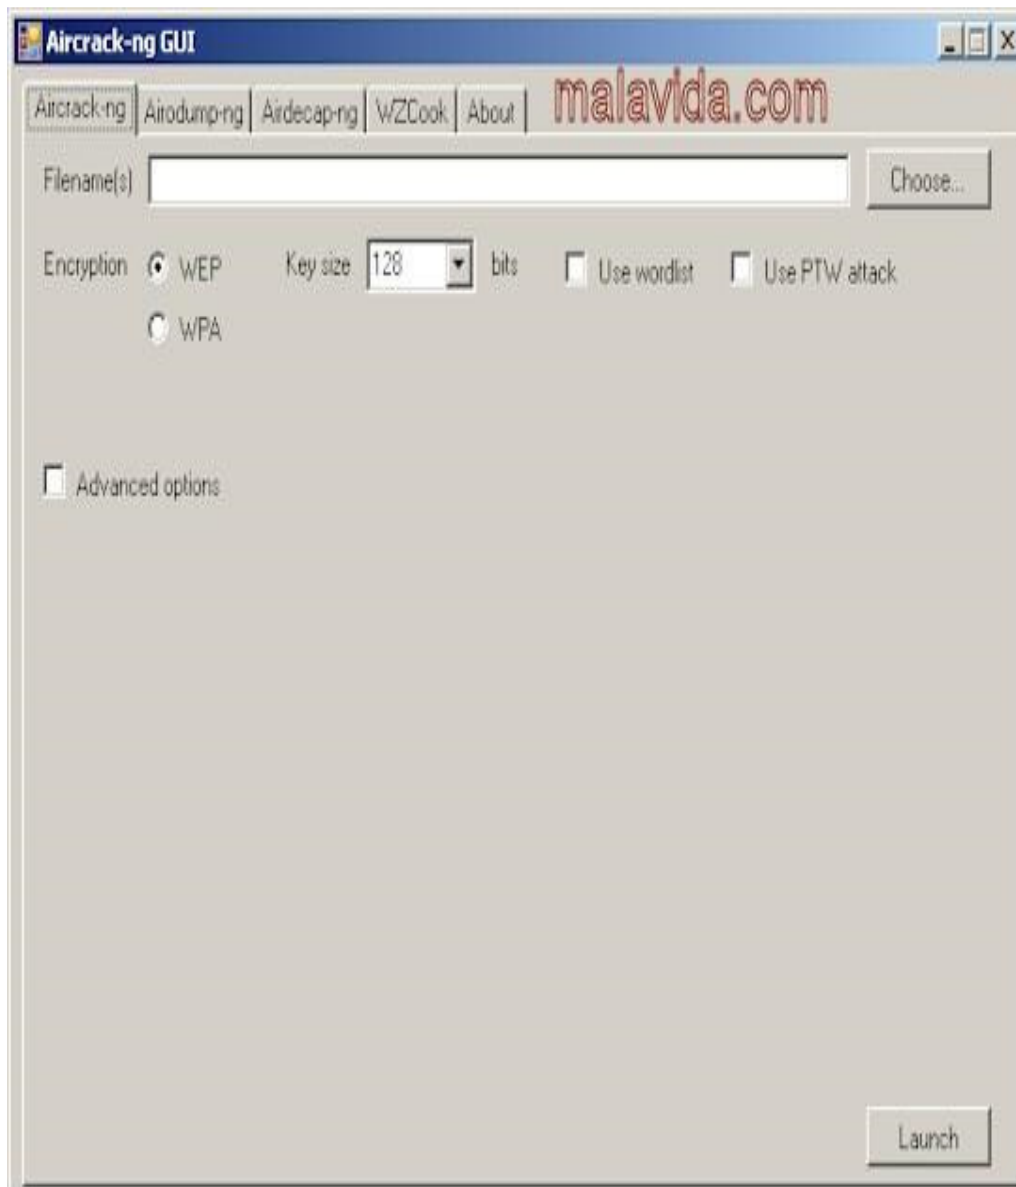 Aircrack-ng GUI
Aircrack-ng Airodump-ng Airdecap-ng WZCook About malavida.com
Filename(s) Choose...
Encryption WEP Key size 128 bits Use wordlist Use PTW attack
WPA
Advanced options
Launch